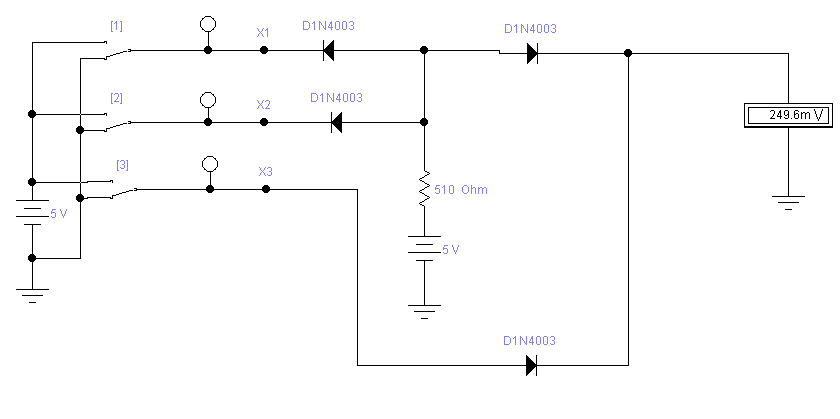 [1]
X1
D1N4003
D1N4003
[2]
X2
D1N4003
249.6m V
[3]
X3
510 Ohm
5 V
5 V
D1N4003